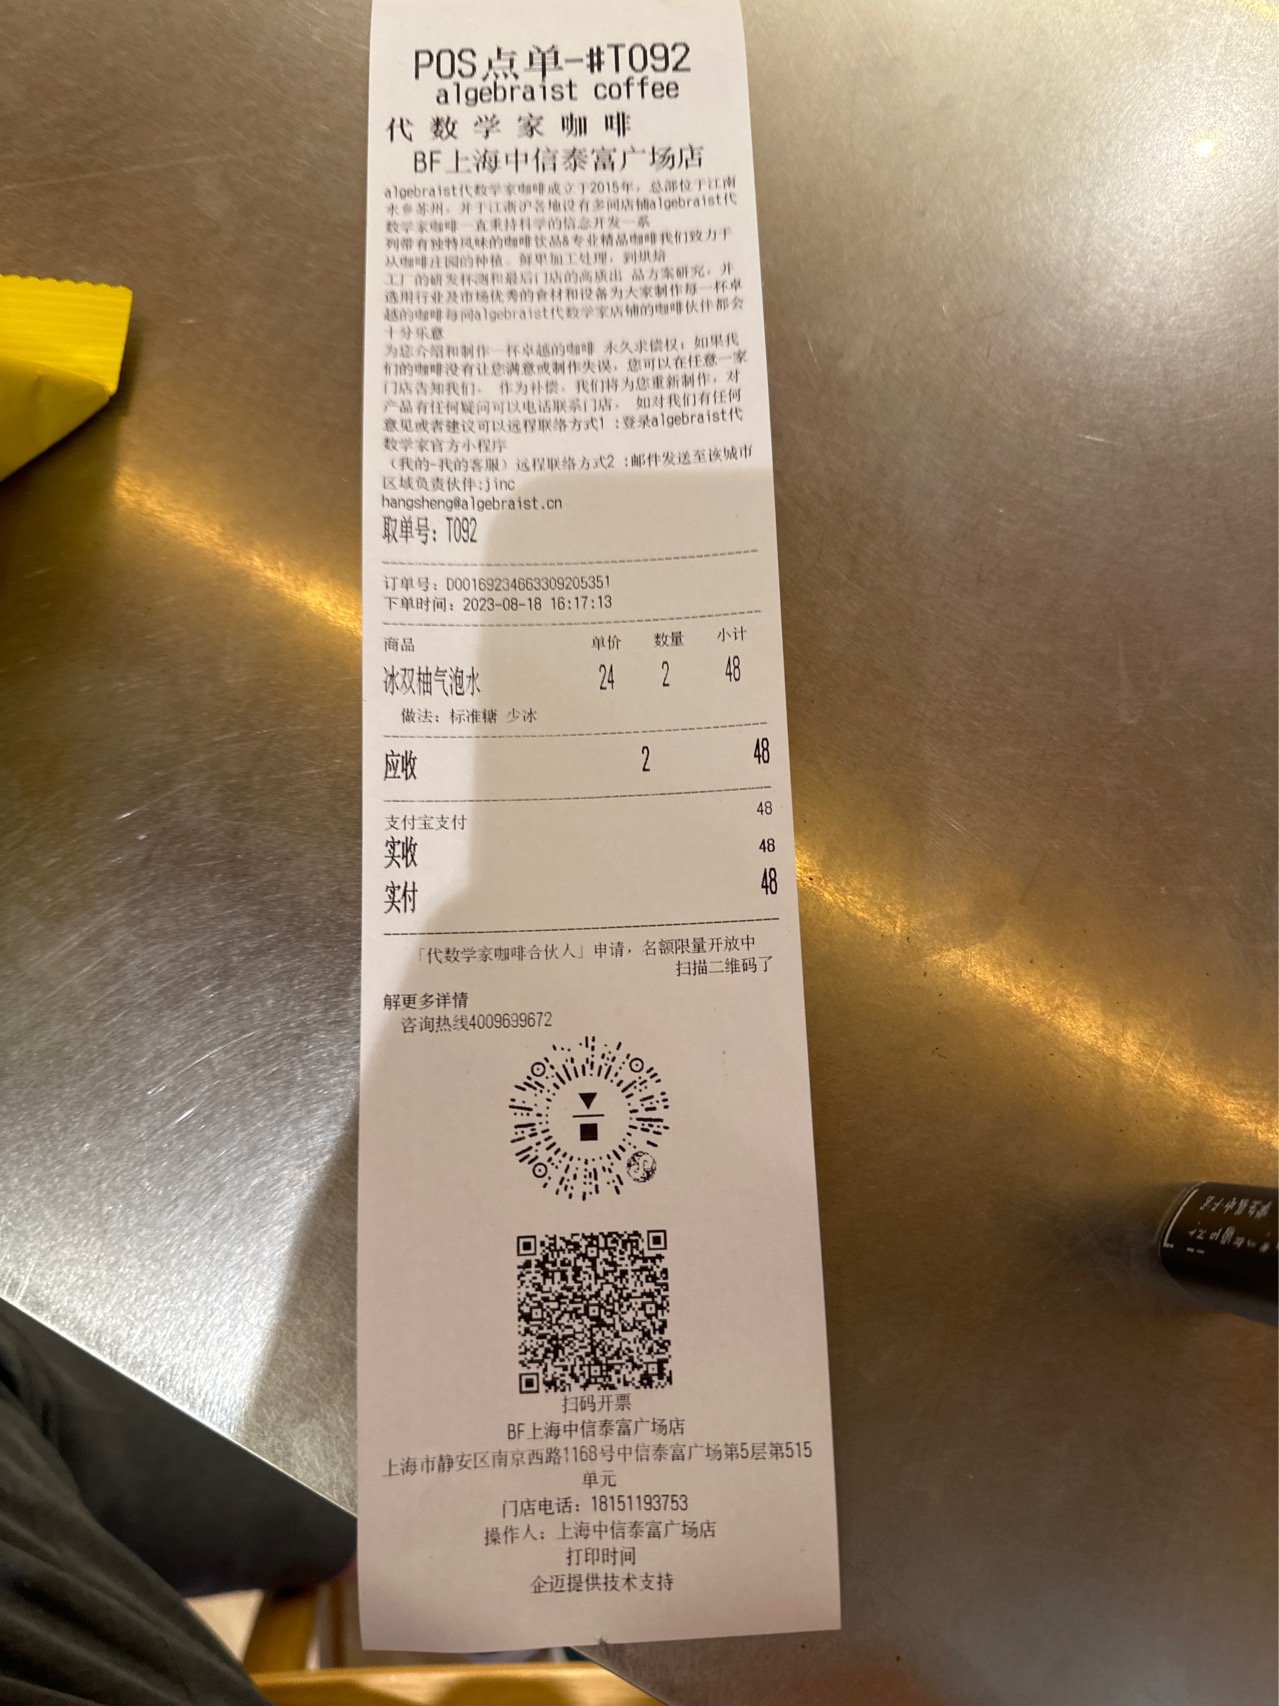 POS点单-#T092
algebraist coffee
代数学家咖啡
BF上海中信泰富广场店
algebraist代数学家咖啡成立于2015年，总部位于江南
水乡苏州，并于江浙沪各地设有多间店铺algebraist代
数学家咖啡一直秉持科学的信念开发一系
列带有独特风味的咖啡饮品&专业精品咖啡我们致力于
从咖啡庄园的种植、鲜果加工处理，到烘焙
工厂的研发杯测和最后门店的高质出 品方案研究，并
选用行业及市场优秀的食材和设备为大家制作每一杯卓
越的咖啡每间algebraist代数学家店铺的咖啡伙伴都会
十分乐意
为您介绍和制作一杯卓越的咖啡 永久求偿权：如果我
们的咖啡没有让您满意或制作失误，您可以在任意一家
门店告知我们， 作为补偿，我们将为您重新制作，对
产品有任何疑问可以电话联系门店， 如对我们有任何
意见或者建议可以远程联络方式1 :登录algebraist代
数学家官方小程序
（我的-我的客服）远程联络方式2 :邮件发送至该城市
区域负责伙伴:jinc
hangsheng@algebraist.cn
取单号：T092
订单号：D00169234663309205351
下单时间：2023-08-18 16:17:13
商品 单价 数量 小计
冰双柚气泡水 24 2 48
做法：标准糖 少冰
应收 2 48
支付宝支付 48
实收 48
实付 48
「代数学家咖啡合伙人」申请，名额限量开放中
扫描二维码了
解更多详情
咨询热线4009699672
扫码开票
BF上海中信泰富广场店
上海市静安区南京西路1168号中信泰富广场第5层第515
单元
门店电话：18151193753
操作人：上海中信泰富广场店
打印时间
企迈提供技术支持